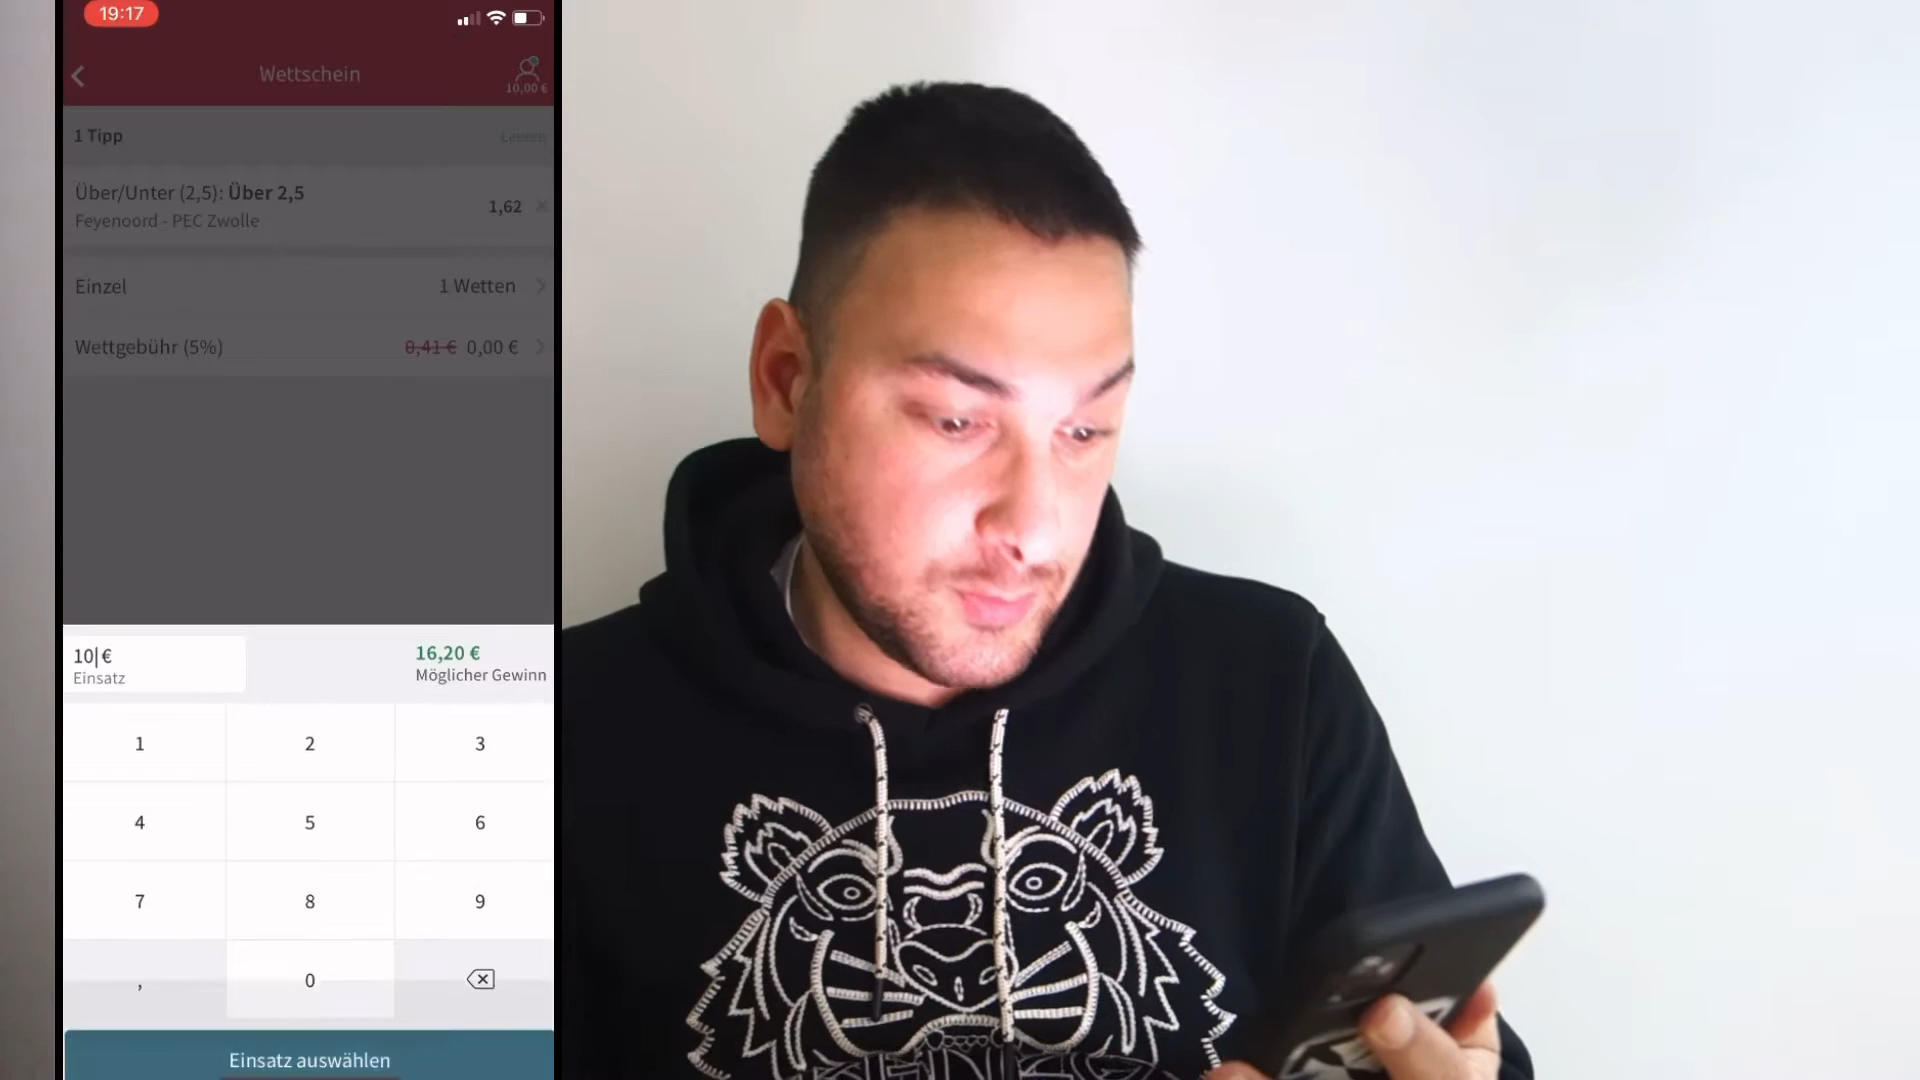 19:17
Wettschein
10,00 €
1 Tipp
Leeren
Über/Unter (2,5): Über 2,5
1,62
Feyenoord - PEC Zwolle
Einzel
1 Wetten
Wettgebühr (5%)
0,41 € 0,00 €
10 €
Einsatz
16,20 €
Möglicher Gewinn
1 2 3
4 5 6
7 8 9
, 0
Einsatz auswählen